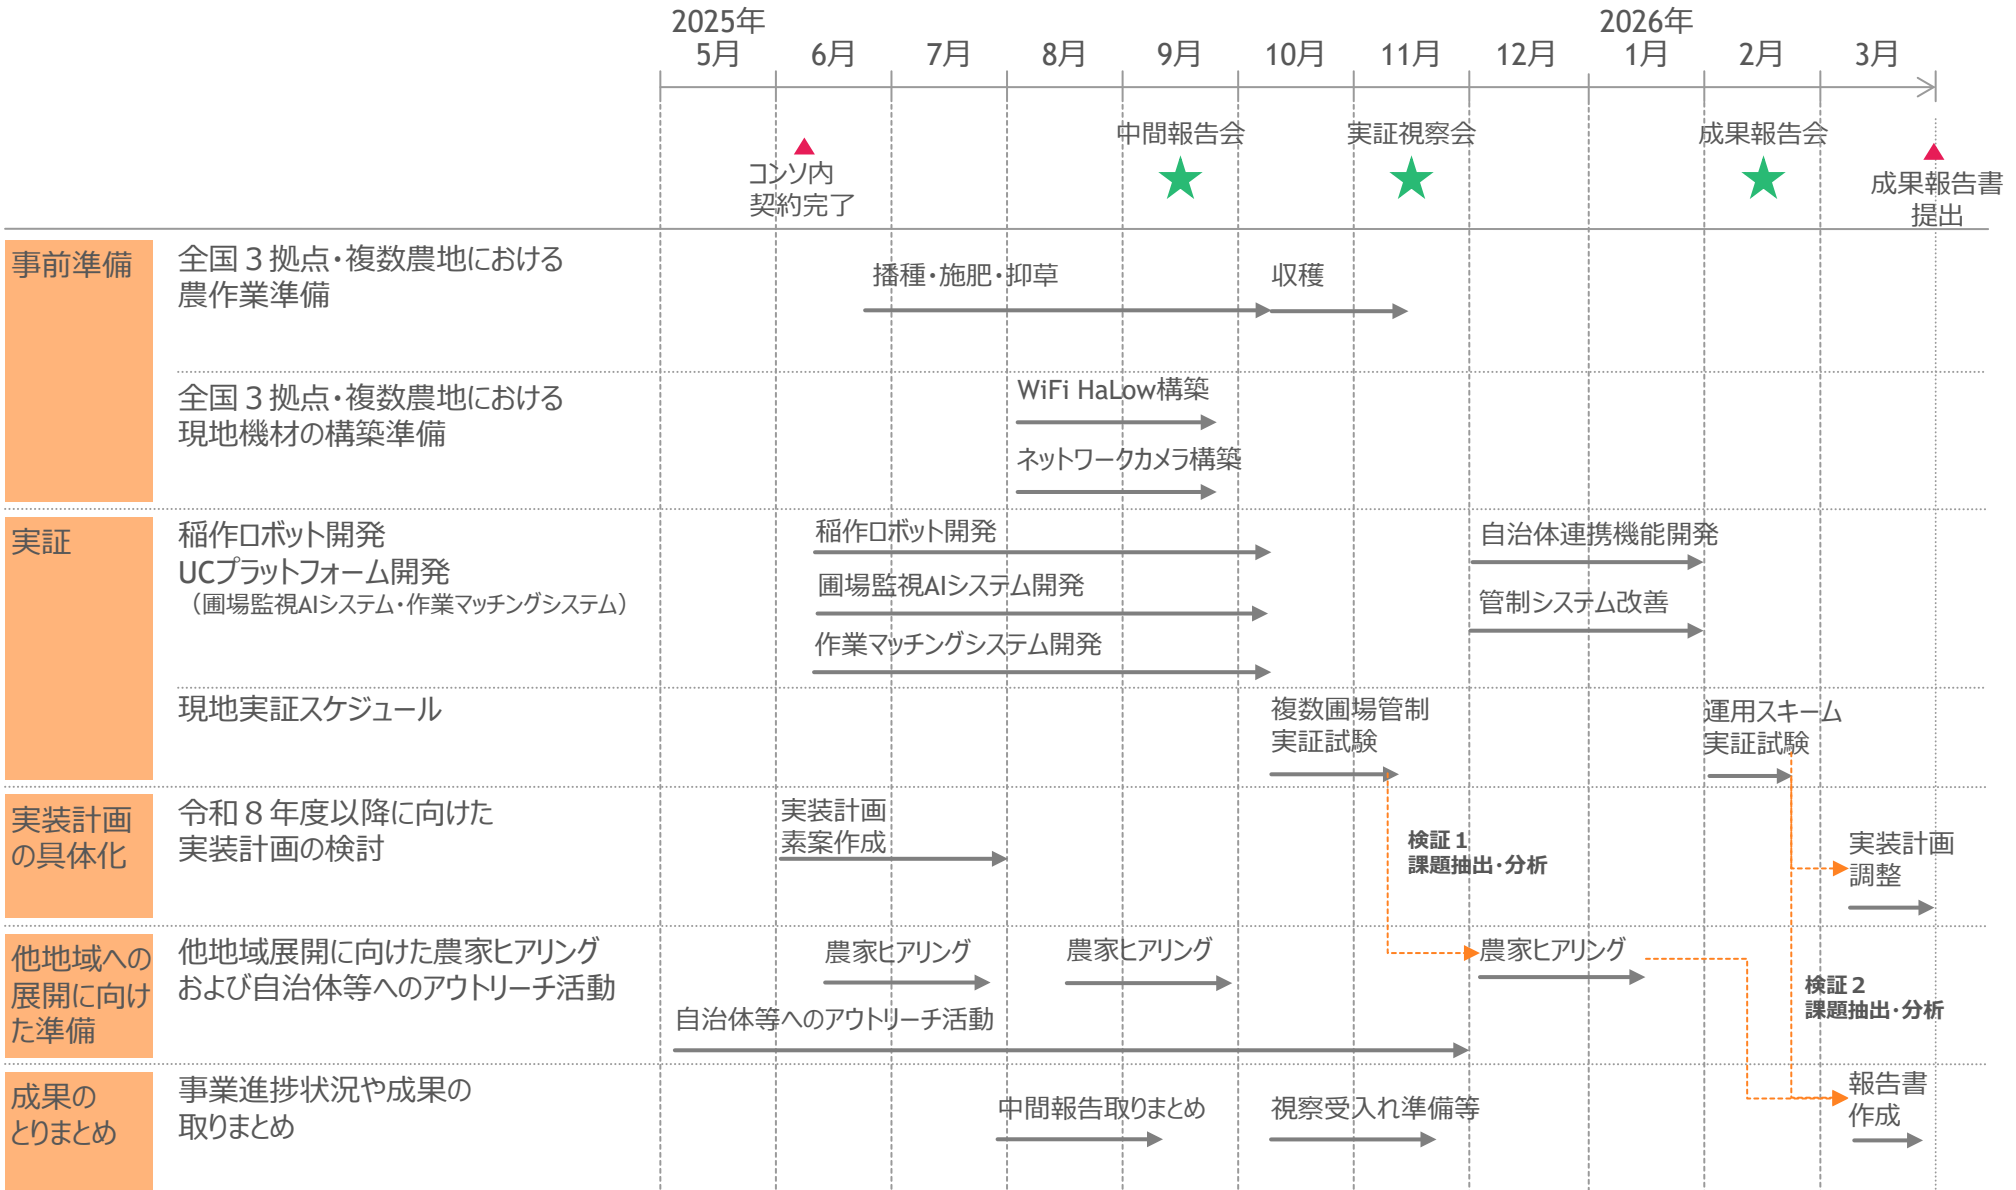 2025年
2026年
5月
6月
7月
8月
9月
10月
11月
12月
1月
2月
3月
中間報告会
実証視察会
成果報告会
コンソ内
契約完了
成果報告書
提出
事前準備
全国３拠点・複数農地における
農作業準備
播種・施肥・抑草
収穫
全国３拠点・複数農地における
現地機材の構築準備
WiFi HaLow構築
ネットワークカメラ構築
実証
稲作ロボット開発
UCプラットフォーム開発
（圃場監視AIシステム・作業マッチングシステム）
稲作ロボット開発
圃場監視AIシステム開発
作業マッチングシステム開発
自治体連携機能開発
管制システム改善
現地実証スケジュール
複数圃場管制
実証試験
運用スキーム
実証試験
実装計画
の具体化
令和８年度以降に向けた
実装計画の検討
実装計画
素案作成
検証１
課題抽出・分析
実装計画
調整
他地域への
展開に向け
た準備
他地域展開に向けた農家ヒアリング
および自治体等へのアウトリーチ活動
農家ヒアリング
農家ヒアリング
農家ヒアリング
自治体等へのアウトリーチ活動
検証２
課題抽出・分析
成果の
とりまとめ
事業進捗状況や成果の
取りまとめ
中間報告取りまとめ
視察受入れ準備等
報告書
作成